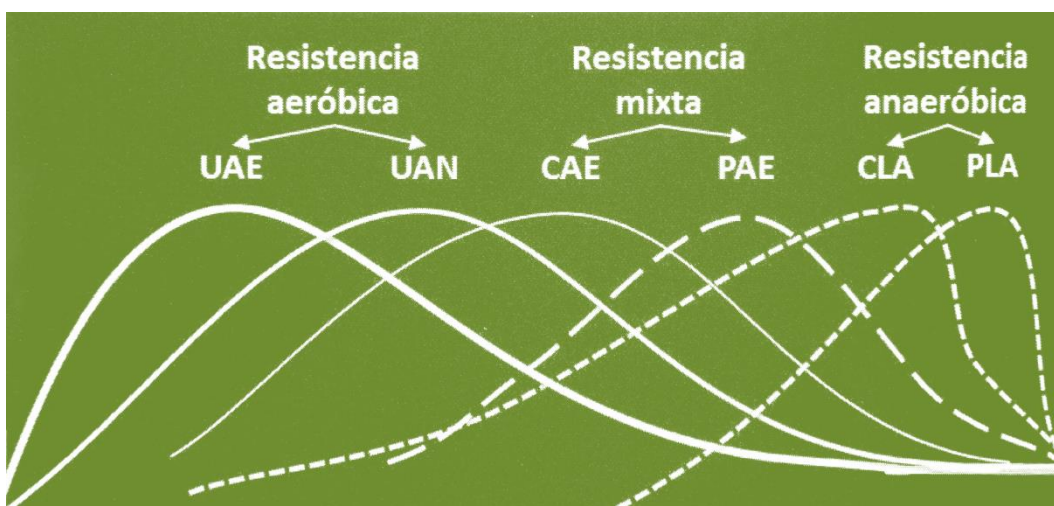 Resistencia
aeróbica
Resistencia
mixta
Resistencia
anaeróbica
UAE
UAN
CAE
PAE
CLA
PLA